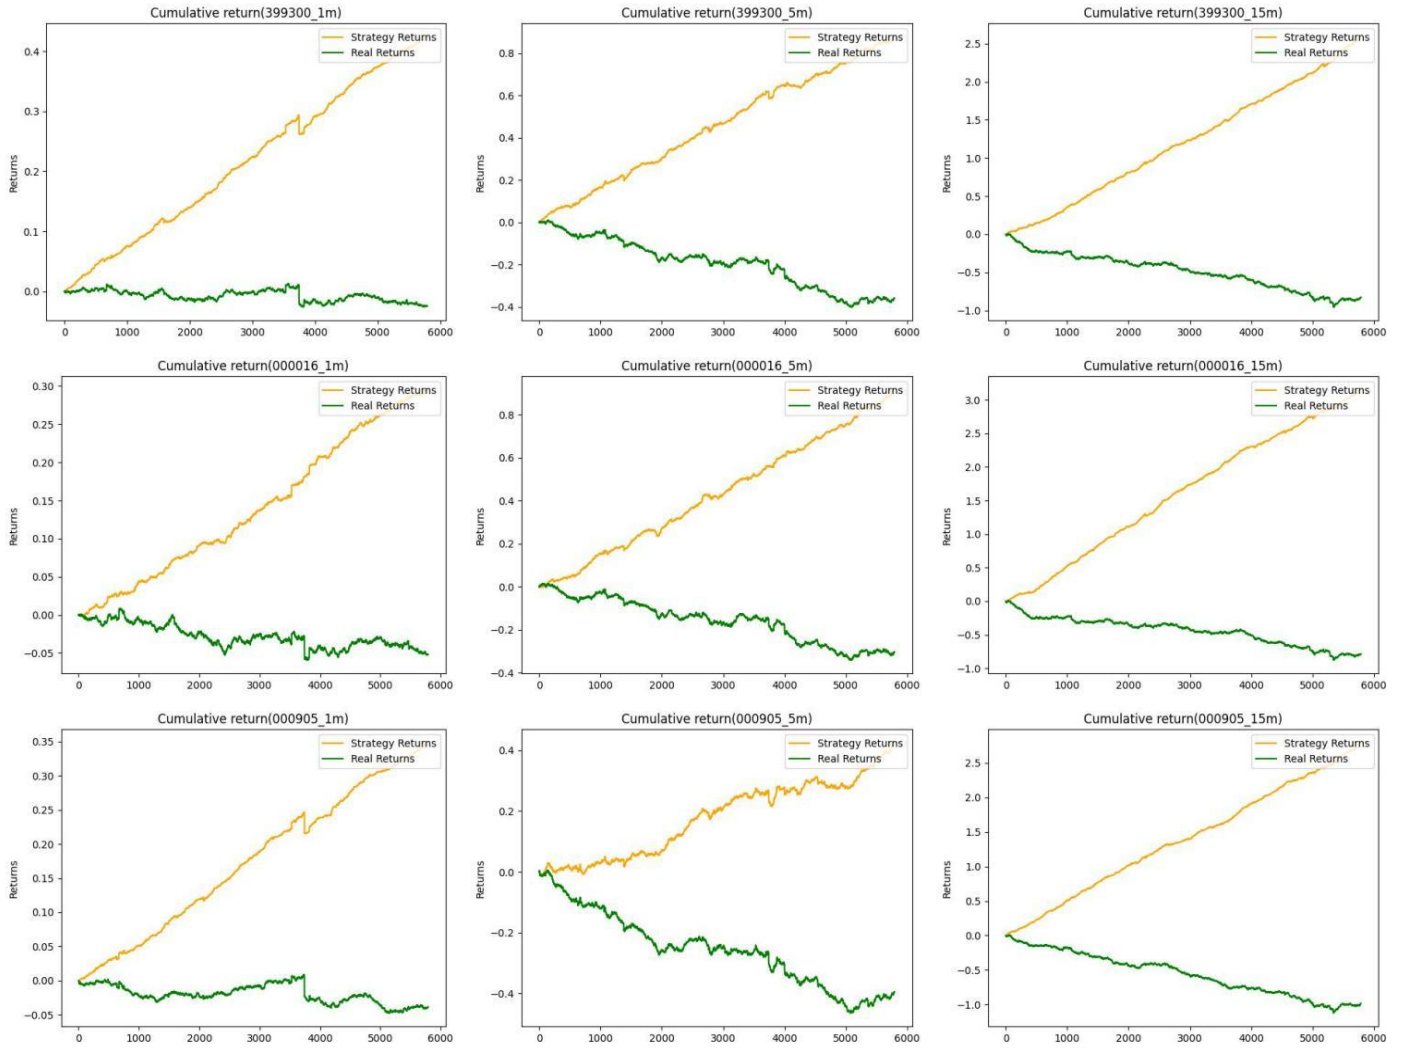 Cumulative return(399300_1m)
Strategy Returns
Real Returns
Returns
0.4
0.3
0.2
0.1
0.0
0 1000 2000 3000 4000 5000 6000
Cumulative return(399300_5m)
Strategy Returns
Real Returns
Returns
0.8
0.6
0.4
0.2
0.0
−0.2
−0.4
0 1000 2000 3000 4000 5000 6000
Cumulative return(399300_15m)
Strategy Returns
Real Returns
Returns
2.5
2.0
1.5
1.0
0.5
0.0
−0.5
−1.0
0 1000 2000 3000 4000 5000 6000
Cumulative return(000016_1m)
Strategy Returns
Real Returns
Returns
0.30
0.25
0.20
0.15
0.10
0.05
0.00
−0.05
0 1000 2000 3000 4000 5000 6000
Cumulative return(000016_5m)
Strategy Returns
Real Returns
Returns
0.8
0.6
0.4
0.2
0.0
−0.2
−0.4
0 1000 2000 3000 4000 5000 6000
Cumulative return(000016_15m)
Strategy Returns
Real Returns
Returns
3.0
2.5
2.0
1.5
1.0
0.5
0.0
−0.5
−1.0
0 1000 2000 3000 4000 5000 6000
Cumulative return(000905_1m)
Strategy Returns
Real Returns
Returns
0.35
0.30
0.25
0.20
0.15
0.10
0.05
0.00
−0.05
0 1000 2000 3000 4000 5000 6000
Cumulative return(000905_5m)
Strategy Returns
Real Returns
Returns
0.4
0.2
0.0
−0.2
−0.4
0 1000 2000 3000 4000 5000 6000
Cumulative return(000905_15m)
Strategy Returns
Real Returns
Returns
2.5
2.0
1.5
1.0
0.5
0.0
−0.5
−1.0
0 1000 2000 3000 4000 5000 6000